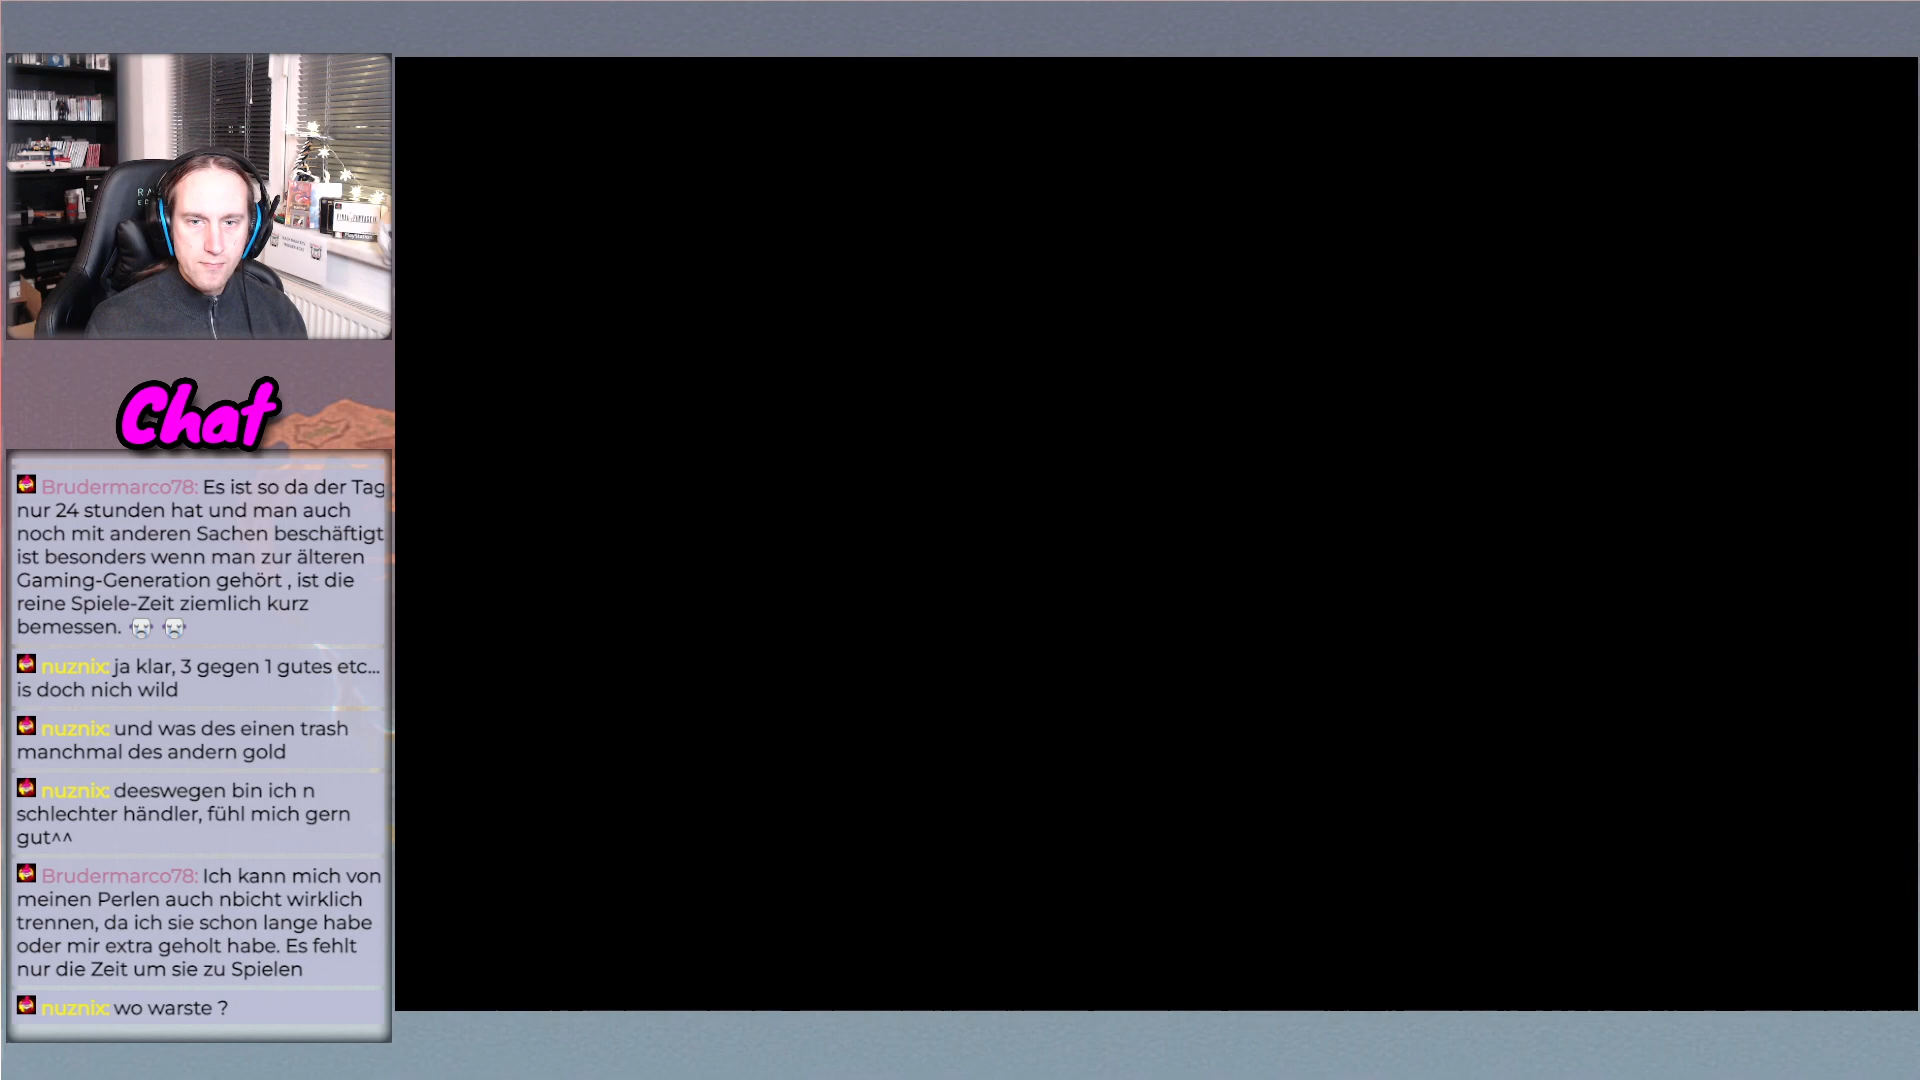 Chat
Brudermarco78: Es ist so da der Tag
nur 24 stunden hat und man auch
noch mit anderen Sachen beschäftigt
ist besonders wenn man zur älteren
Gaming-Generation gehört , ist die
reine Spiele-Zeit ziemlich kurz
bemessen.
nuznix: ja klar, 3 gegen 1 gutes etc...
is doch nich wild
nuznix: und was des einen trash
manchmal des andern gold
nuznix: deeswegen bin ich n
schlechter händler, fühl mich gern
gut^^
Brudermarco78: Ich kann mich von
meinen Perlen auch nbicht wirklich
trennen, da ich sie schon lange habe
oder mir extra geholt habe. Es fehlt
nur die Zeit um sie zu Spielen
nuznix: wo warste ?